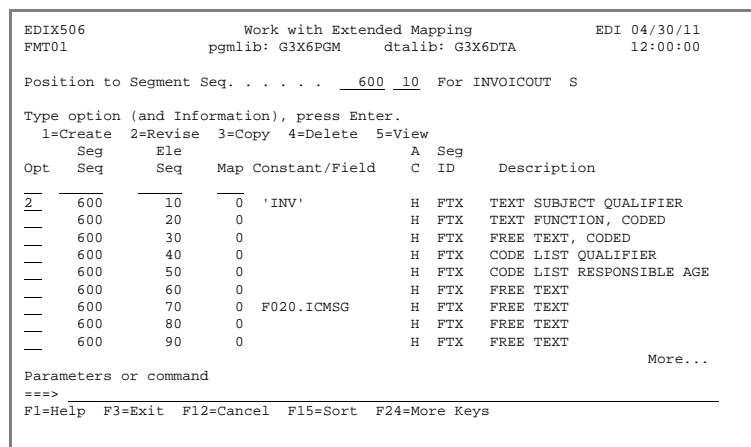 EDIX506 Work with Extended Mapping EDI 04/30/11
FMT01 pgmlib: G3X6PGM dtalib: G3X6DTA 12:00:00
Position to Segment Seq. . . . . . 600 10 For INVOICOUT S
Type option (and Information), press Enter.
1=Create 2=Revise 3=Copy 4=Delete 5=View
Seg Ele A Seg
Opt Seq Seq Map Constant/Field C ID Description
2 600 10 0 'INV' H FTX TEXT SUBJECT QUALIFIER
600 20 0 H FTX TEXT FUNCTION, CODED
600 30 0 H FTX FREE TEXT, CODED
600 40 0 H FTX CODE LIST QUALIFIER
600 50 0 H FTX CODE LIST RESPONSIBLE AGE
600 60 0 H FTX FREE TEXT
600 70 0 F020.ICMSG H FTX FREE TEXT
600 80 0 H FTX FREE TEXT
600 90 0 H FTX FREE TEXT
More...
Parameters or command
===>
F1=Help F3=Exit F12=Cancel F15=Sort F24=More Keys